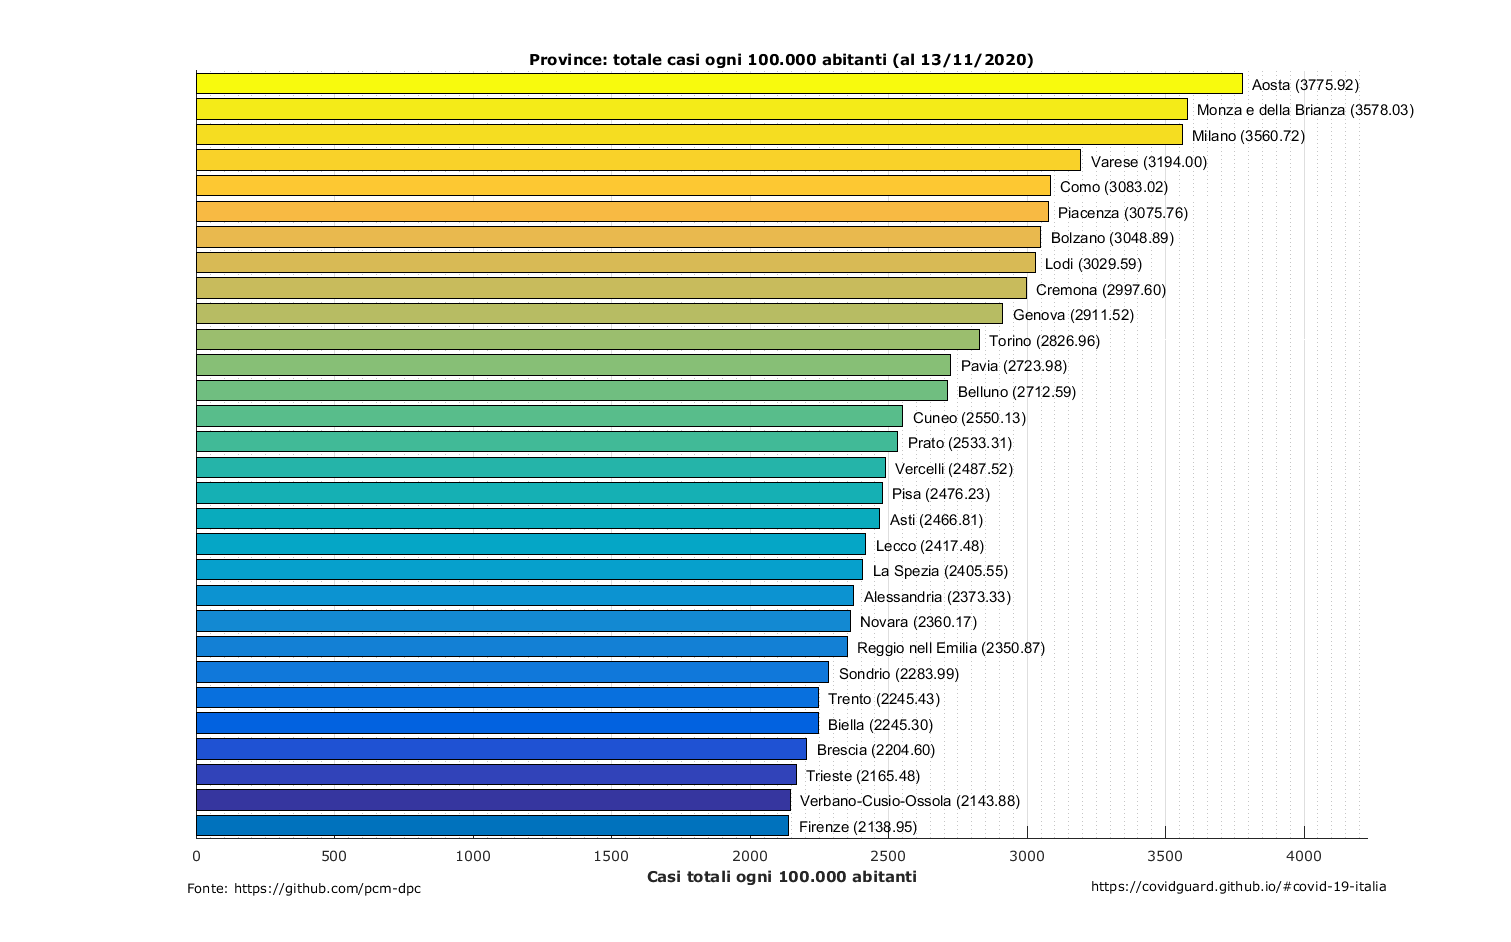 Province: totale casi ogni 100.000 abitanti (al 13/11/2020)
Aosta (3775.92)
Monza e della Brianza (3578.03)
Milano (3560.72)
Varese (3194.00)
Como (3083.02)
Piacenza (3075.76)
Bolzano (3048.89)
Lodi (3029.59)
Cremona (2997.60)
Genova (2911.52)
Torino (2826.96)
Pavia (2723.98)
Belluno (2712.59)
Cuneo (2550.13)
Prato (2533.31)
Vercelli (2487.52)
Pisa (2476.23)
Asti (2466.81)
Lecco (2417.48)
La Spezia (2405.55)
Alessandria (2373.33)
Novara (2360.17)
Reggio nell Emilia (2350.87)
Sondrio (2283.99)
Trento (2245.43)
Biella (2245.30)
Brescia (2204.60)
Trieste (2165.48)
Verbano-Cusio-Ossola (2143.88)
Firenze (2138.95)
0 500 1000 1500 2000 2500 3000 3500 4000
Casi totali ogni 100.000 abitanti
Fonte: https://github.com/pcm-dpc
https://covidguard.github.io/#covid-19-italia